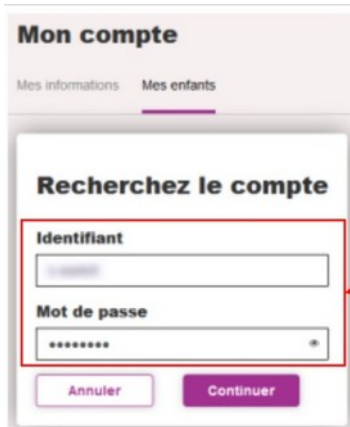 Mon compte
Mes informations Mes enfants
Recherchez le compte
Identifiant
Mot de passe
••••••••
Annuler Continuer